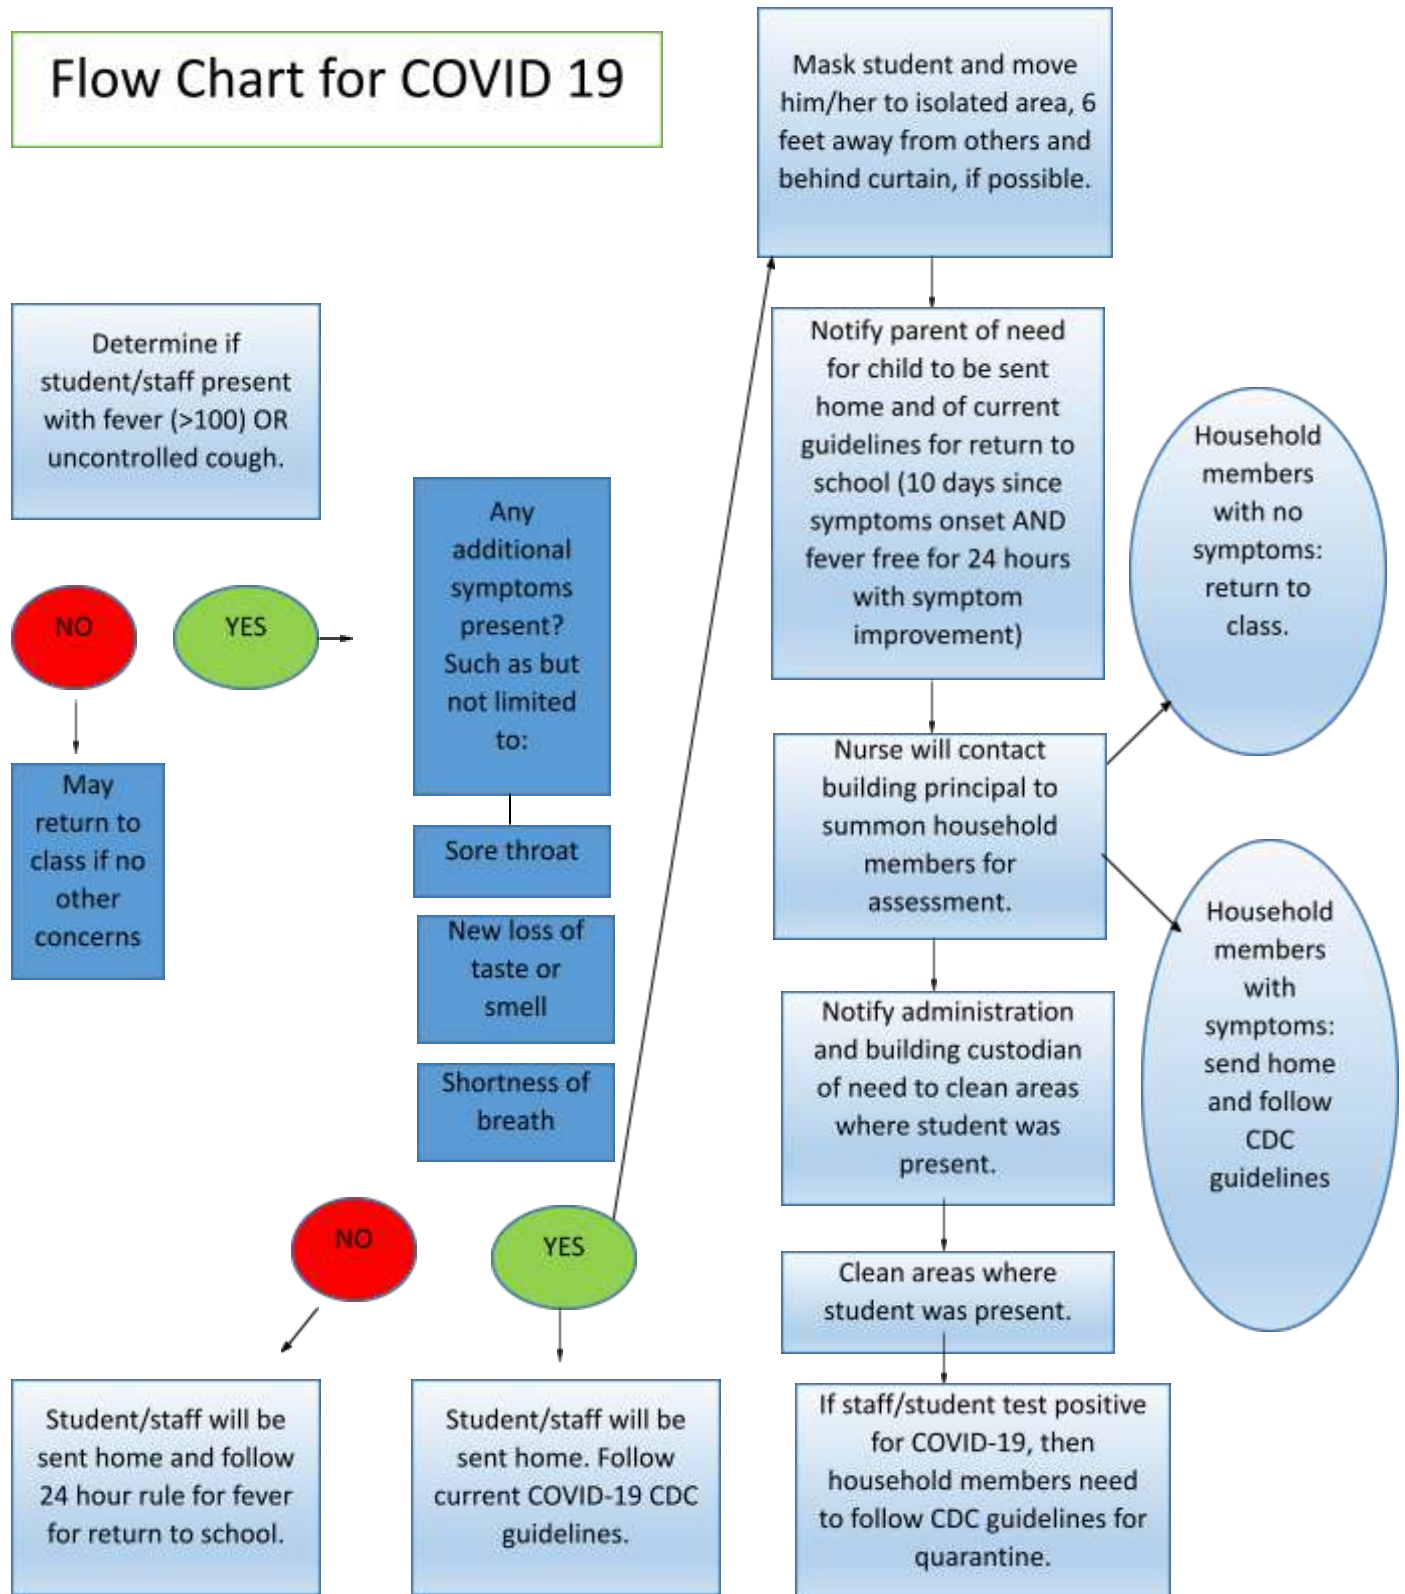 Flow Chart for COVID 19
Determine if
student/staff present
with fever (>100) OR
uncontrolled cough.
NO
YES
May
return to
class if no
other
concerns
Any
additional
symptoms
present?
Such as but
not limited
to:
Sore throat
New loss of
taste or
smell
Shortness of
breath
NO
YES
Student/staff will be
sent home and follow
24 hour rule for fever
for return to school.
Student/staff will be
sent home. Follow
current COVID-19 CDC
guidelines.
Mask student and move
him/her to isolated area, 6
feet away from others and
behind curtain, if possible.
Notify parent of need
for child to be sent
home and of current
guidelines for return to
school (10 days since
symptoms onset AND
fever free for 24 hours
with symptom
improvement)
Nurse will contact
building principal to
summon household
members for
assessment.
Household
members
with no
symptoms:
return to
class.
Household
members
with
symptoms:
send home
and follow
CDC
guidelines
Notify administration
and building custodian
of need to clean areas
where student was
present.
Clean areas where
student was present.
If staff/student test positive
for COVID-19, then
household members need
to follow CDC guidelines for
quarantine.